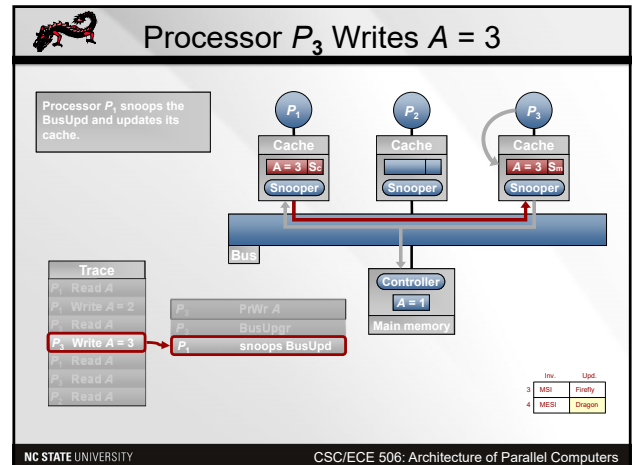 Processor P₃ Writes A = 3
Processor P₁ snoops the
BusUpd and updates its
cache.
P₁
P₂
P₃
Cache
Cache
Cache
A = 3 Sc
A = 3 Sm
Snooper
Snooper
Snooper
Bus
Controller
A = 1
Main memory
Trace
P₁ Read A
P₁ Write A = 2
P₃ Read A
P₃ Write A = 3
P₁ Read A
P₃ Read A
P₂ Read A
P₃ PrWr A
P₃ BusUpgr
P₁ snoops BusUpd
Inv. Upd.
3 MSI Firefly
4 MESI Dragon
NC STATE UNIVERSITY
CSC/ECE 506: Architecture of Parallel Computers